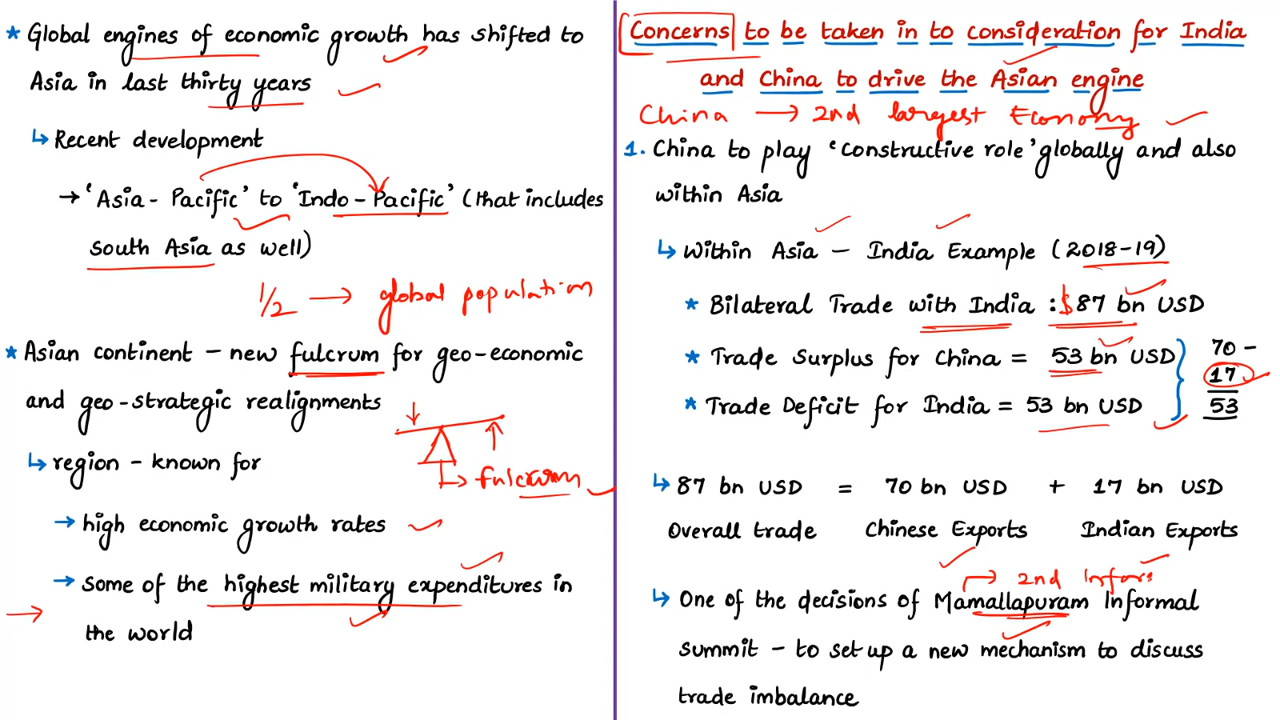 * Global engines of economic growth has shifted to
Asia in last thirty years
↳ Recent development
→ 'Asia - Pacific' to 'Indo - Pacific' (that includes
south Asia as well)
1/2 → global population
* Asian continent – new fulcrum for geo-economic
and geo-strategic realignments
↳ region – known for
↳ fulcrum
→ high economic growth rates
→ some of the highest military expenditures in
the world
Concerns to be taken in to consideration for India
and China to drive the Asian engine
China → 2nd largest Economy
1. China to play 'constructive role' globally and also
within Asia
↳ Within Asia – India Example (2018-19)
* Bilateral Trade with India : $87 bn USD
* Trade Surplus for China = 53 bn USD
* Trade Deficit for India = 53 bn USD
70 –
17
53
↳ 87 bn USD = 70 bn USD + 17 bn USD
Overall trade Chinese Exports Indian Exports
→ 2nd
↳ One of the decisions of Mamallapuram Informal
summit – to set up a new mechanism to discuss
trade imbalance